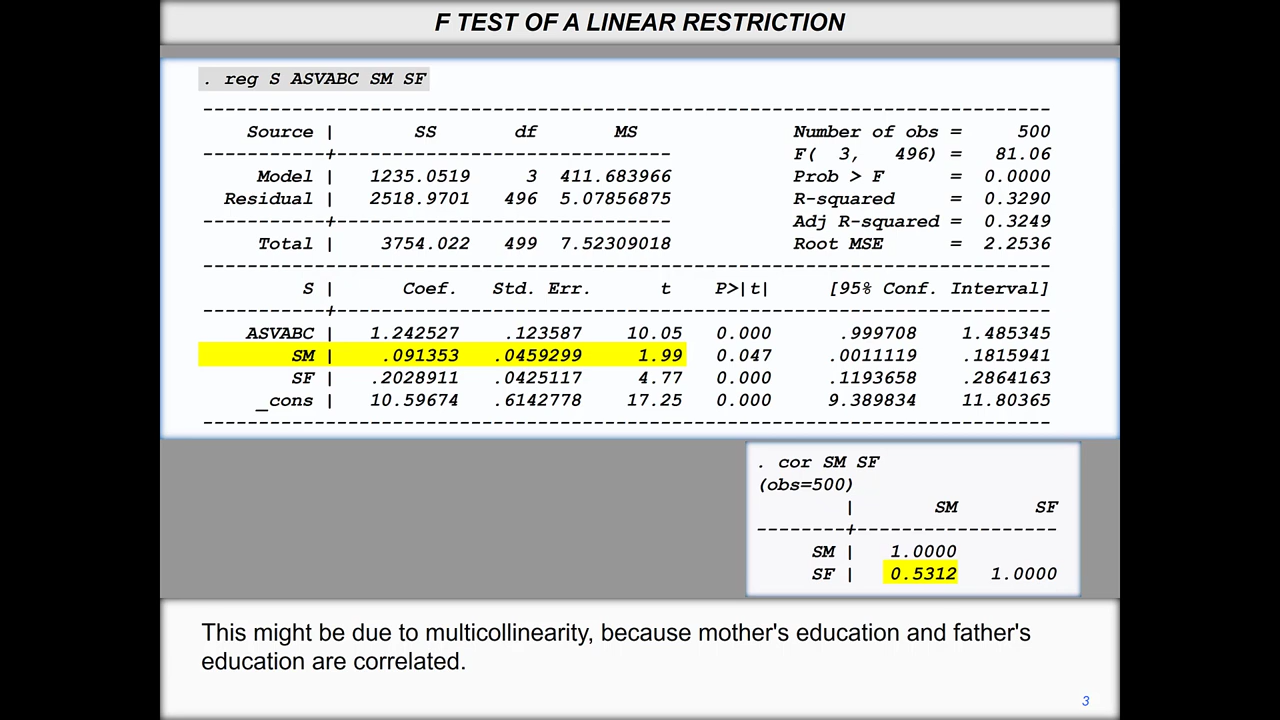 F TEST OF A LINEAR RESTRICTION
. reg S ASVABC SM SF
----------------------------------------------------------------------------
Source | SS df MS Number of obs = 500
-----------+------------------------------ F( 3, 496) = 81.06
Model | 1235.0519 3 411.683966 Prob > F = 0.0000
Residual | 2518.9701 496 5.07856875 R-squared = 0.3290
-----------+------------------------------ Adj R-squared = 0.3249
Total | 3754.022 499 7.52309018 Root MSE = 2.2536
----------------------------------------------------------------------------
S | Coef. Std. Err. t P>|t| [95% Conf. Interval]
-----------+----------------------------------------------------------------
ASVABC | 1.242527 .123587 10.05 0.000 .999708 1.485345
SM | .091353 .0459299 1.99 0.047 .0011119 .1815941
SF | .2028911 .0425117 4.77 0.000 .1193658 .2864163
_cons | 10.59674 .6142778 17.25 0.000 9.389834 11.80365
----------------------------------------------------------------------------
. cor SM SF
(obs=500)
| SM SF
--------+------------------
SM | 1.0000
SF | 0.5312 1.0000
This might be due to multicollinearity, because mother's education and father's
education are correlated.
3